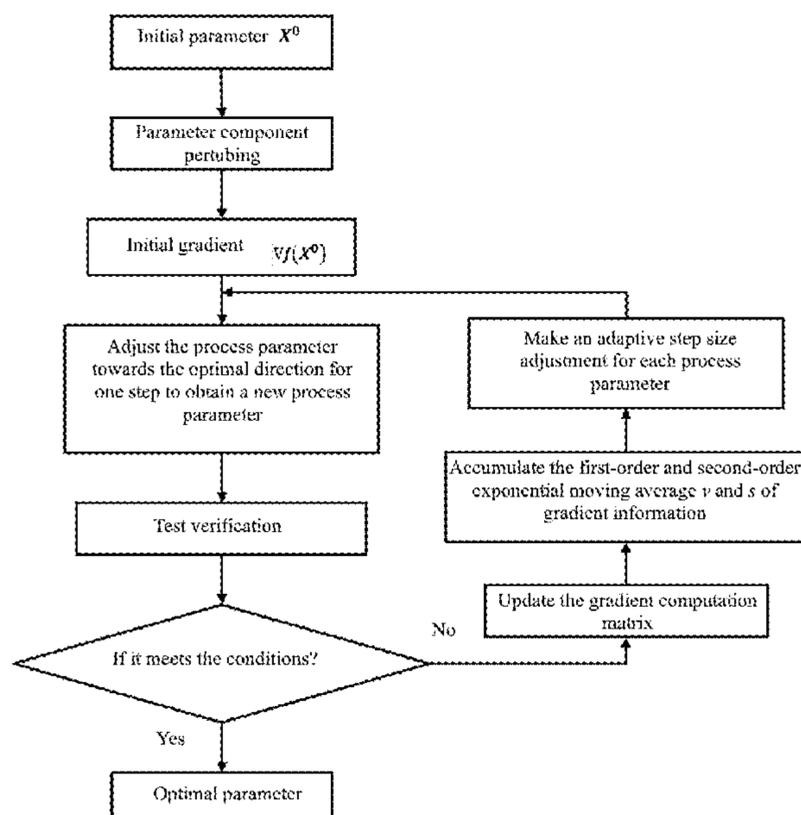 Initial parameter X⁰
Parameter component
pertubing
Initial gradient ∇f(X⁰)
Adjust the process parameter
towards the optimal direction for
one step to obtain a new process
parameter
Test verification
If it meets the conditions?
Yes
Optimal parameter
No
Update the gradient computation
matrix
Accumulate the first-order and second-order
exponential moving average v and s of
gradient information
Make an adaptive step size
adjustment for each process
parameter